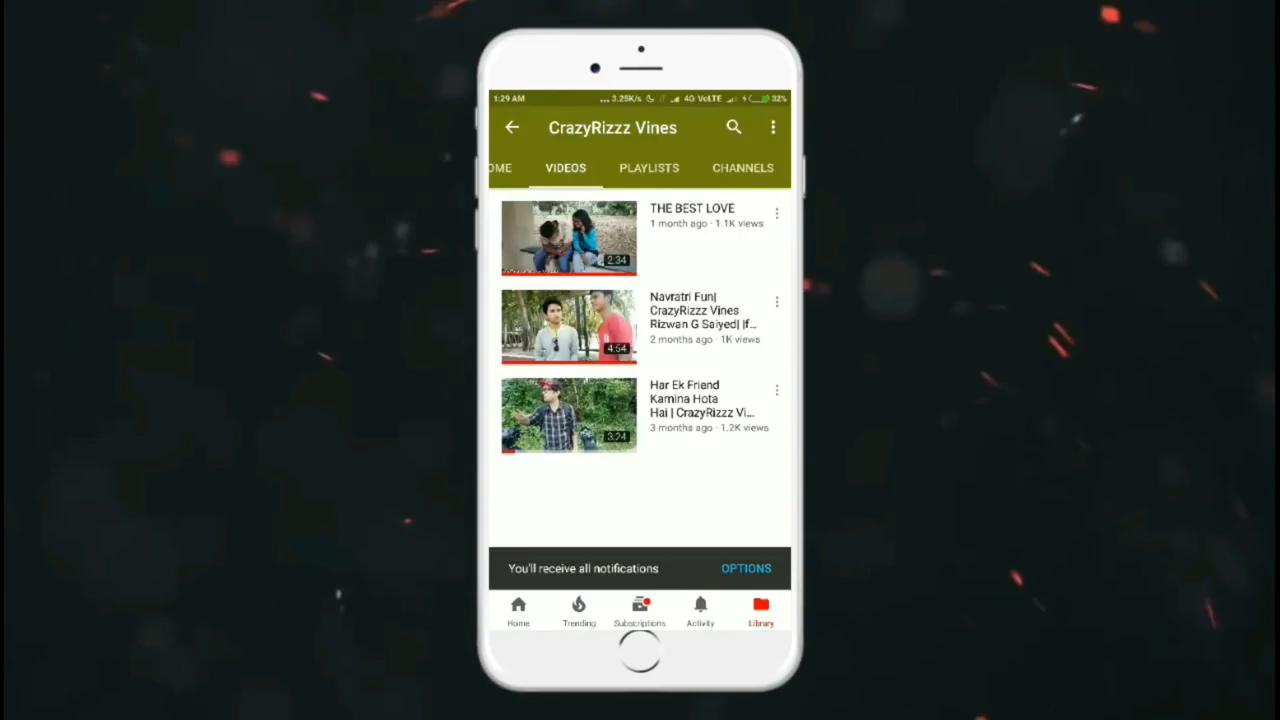 1:29 AM ... 3.25K/s 4G VoLTE 32%
CrazyRizzz Vines
OME VIDEOS PLAYLISTS CHANNELS
THE BEST LOVE
1 month ago · 1.1K views
2:34
Navratri Fun|
CrazyRizzz Vines
Rizwan G Saiyed| |f...
2 months ago · 1K views
4:54
Har Ek Friend
Kamina Hota
Hai | CrazyRizzz Vi...
3 months ago · 1.2K views
3:24
You'll receive all notifications OPTIONS
Home Trending Subscriptions Activity Library